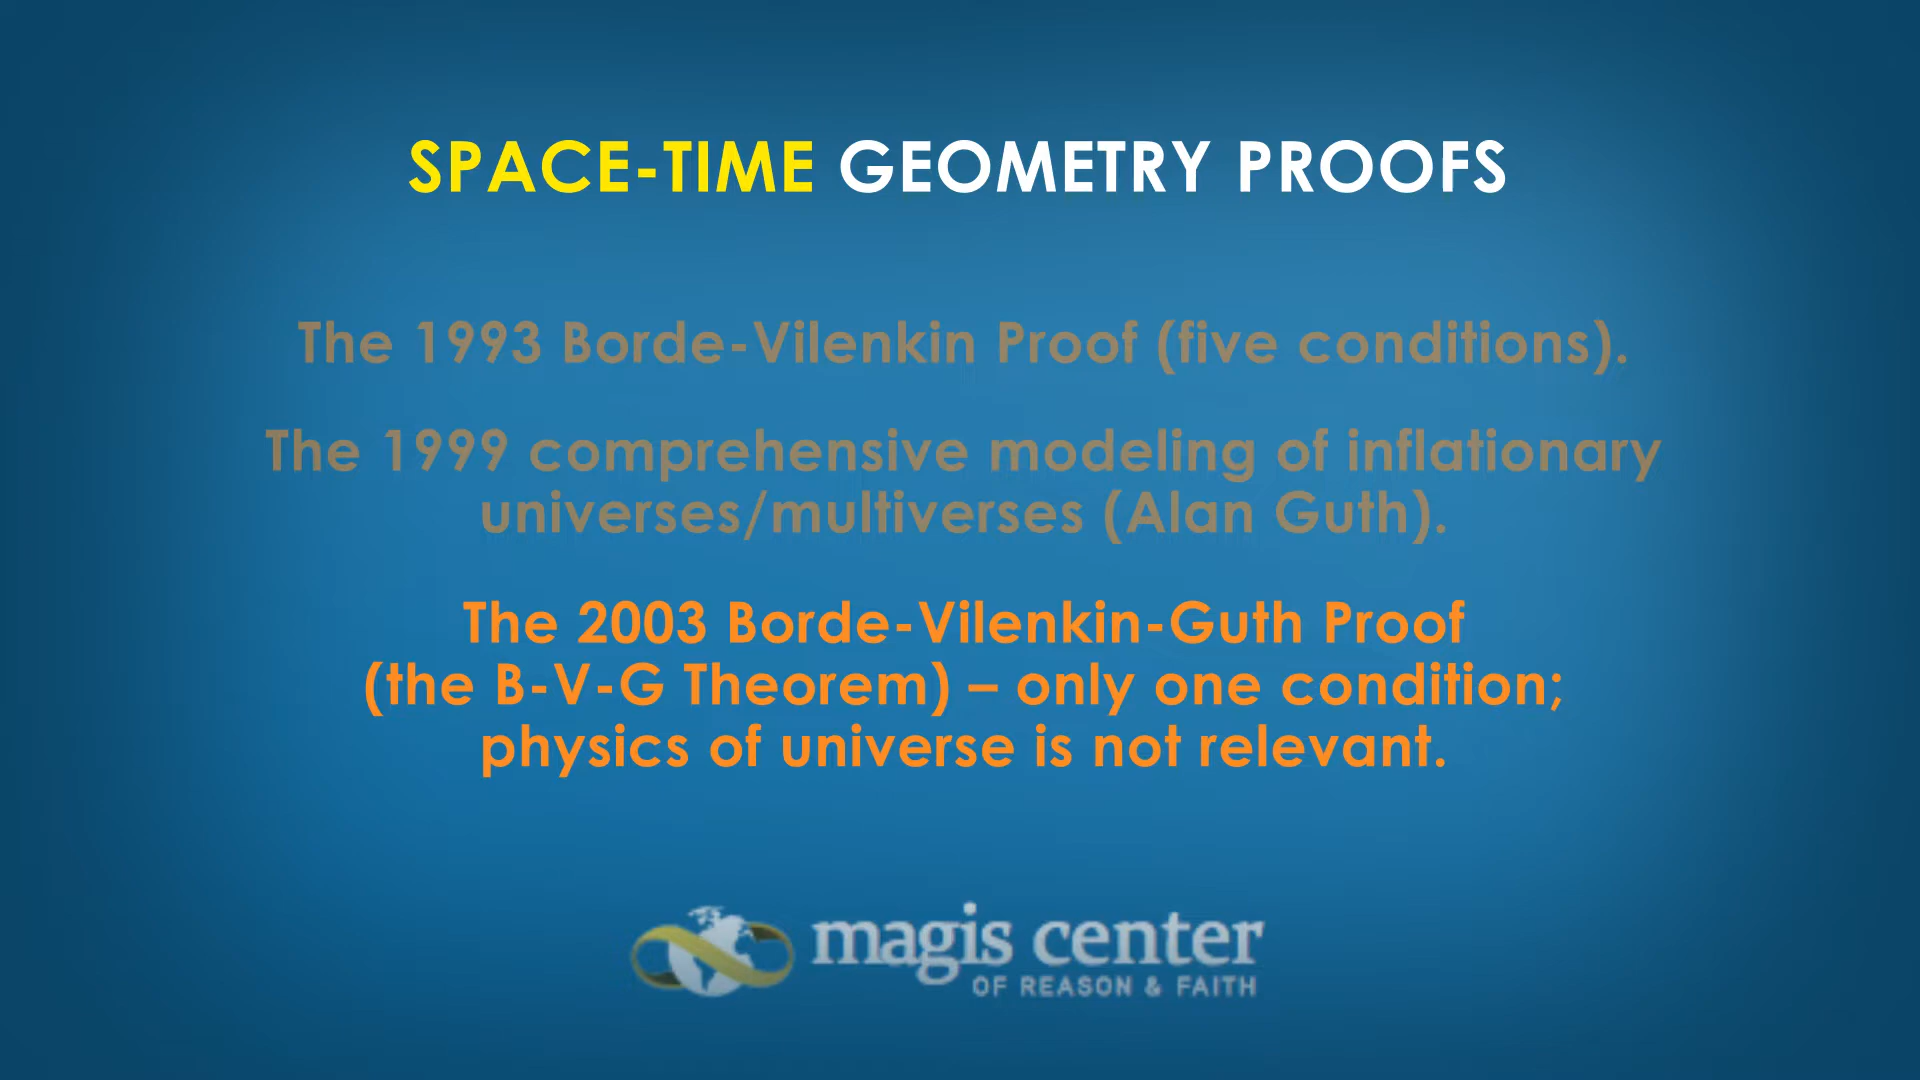 SPACE-TIME GEOMETRY PROOFS
The 1993 Borde-Vilenkin Proof (five conditions).
The 1999 comprehensive modeling of inflationary
universes/multiverses (Alan Guth).
The 2003 Borde-Vilenkin-Guth Proof
(the B-V-G Theorem) – only one condition;
physics of universe is not relevant.
magis center
OF REASON & FAITH